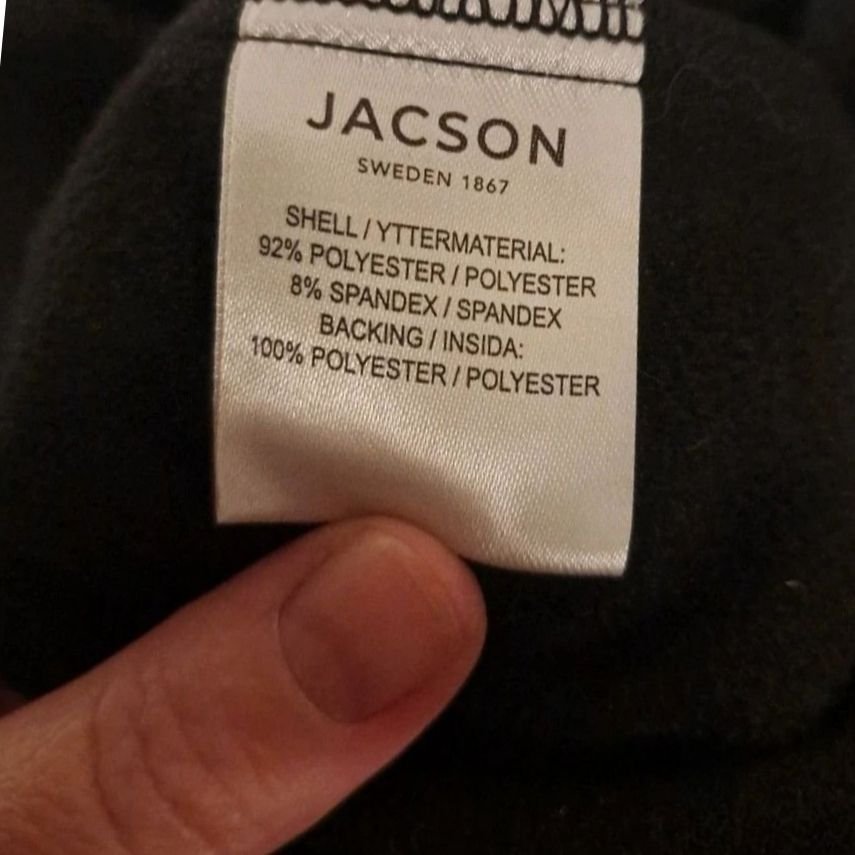 JACSON
SWEDEN 1867
SHELL / YTTERMATERIAL:
92% POLYESTER / POLYESTER
8% SPANDEX / SPANDEX
BACKING / INSIDA:
100% POLYESTER / POLYESTER